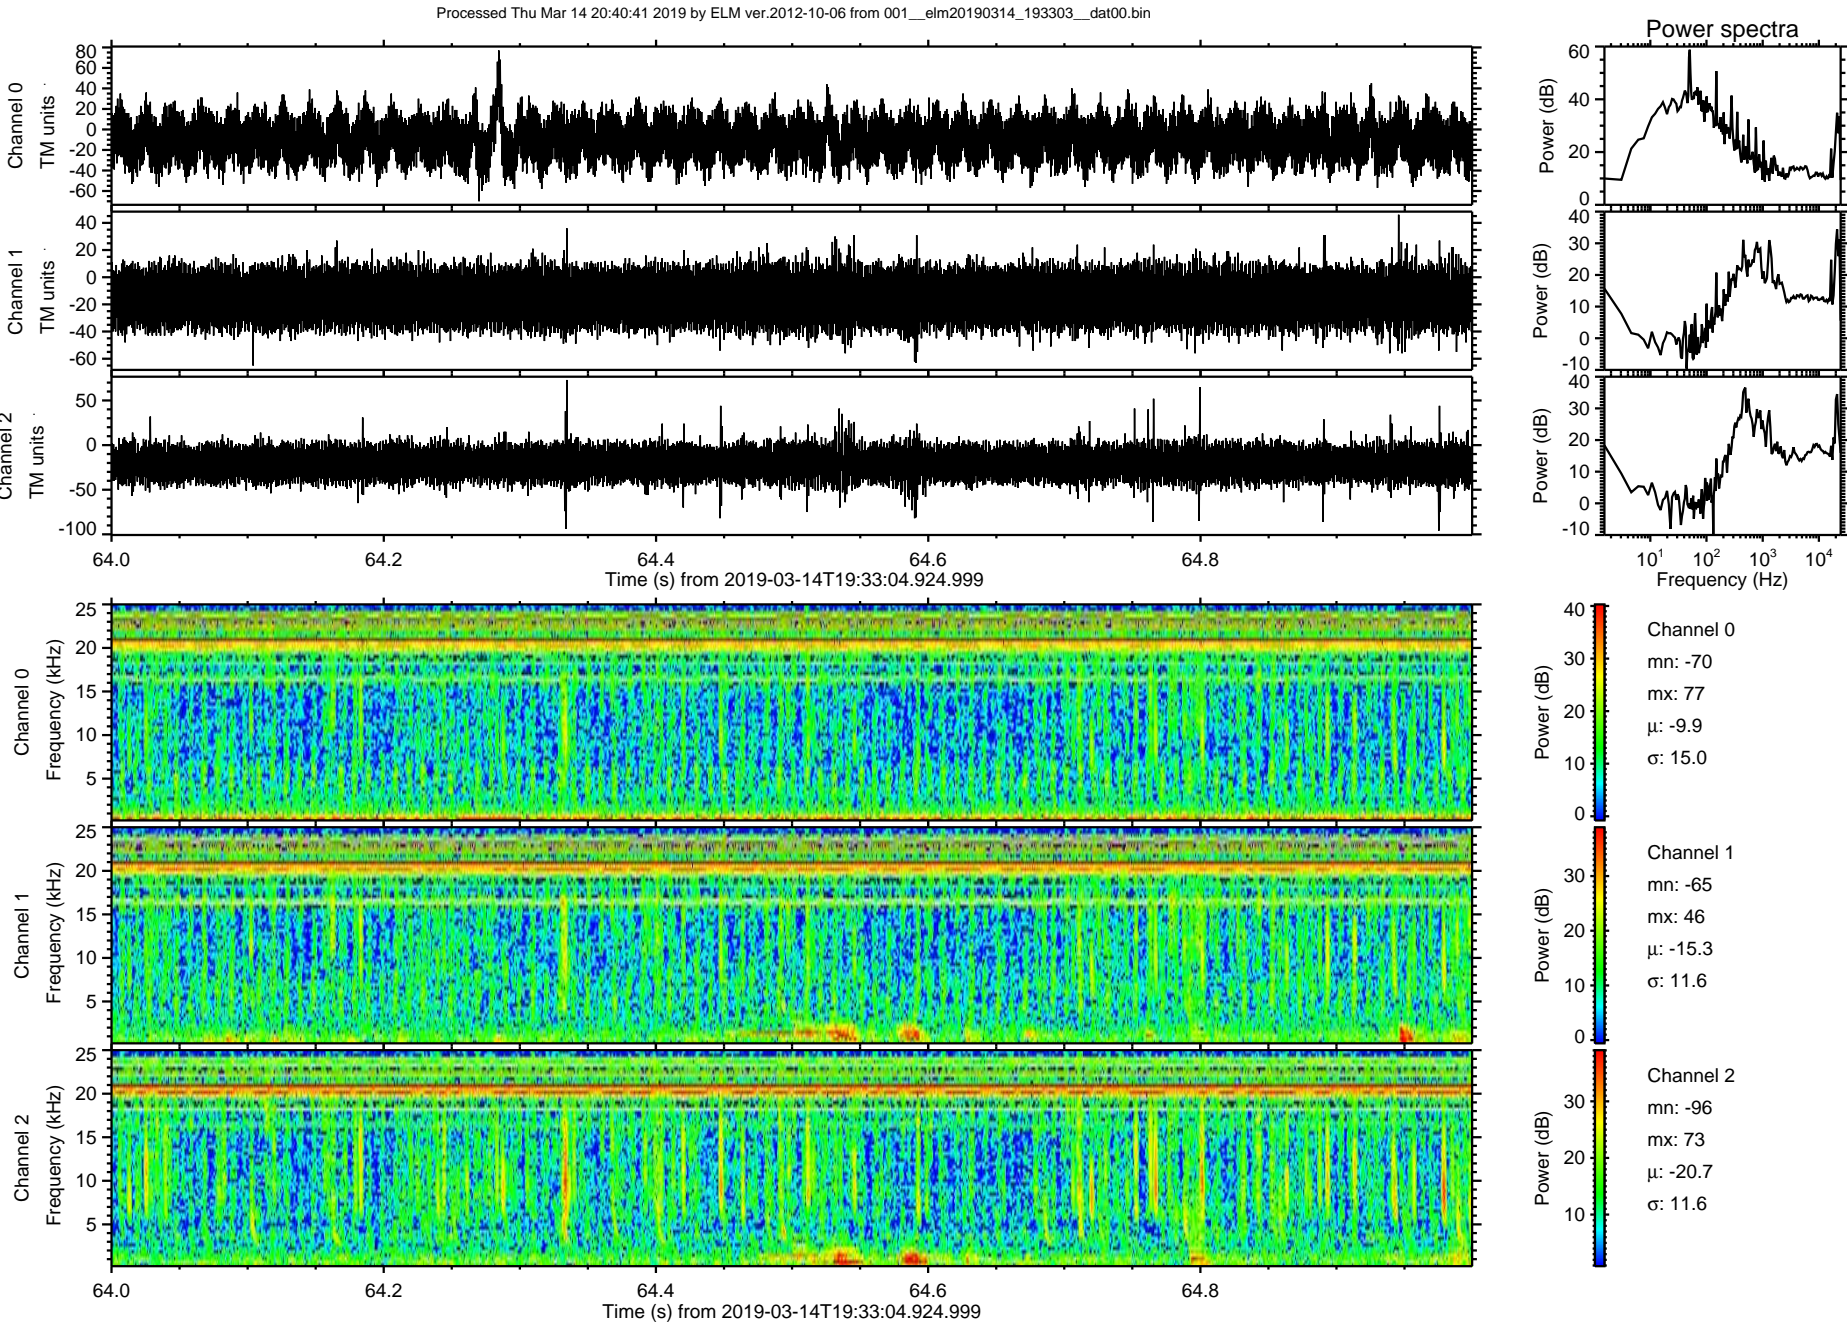 Processed Thu Mar 14 20:40:41 2019 by ELM ver.2012-10-06 from 001__elm20190314_193303__dat00.bin
Power spectra
Channel 0
TM units
80
60
40
20
0
-20
-40
-60
Power (dB)
60
40
20
0
Channel 1
TM units
40
20
0
-20
-40
-60
Power (dB)
40
30
20
10
0
-10
Channel 2
TM units
50
0
-50
-100
Power (dB)
40
30
20
10
0
-10
64.0 64.2 64.4 64.6 64.8
Time (s) from 2019-03-14T19:33:04.924.999
10¹ 10² 10³ 10⁴
Frequency (Hz)
Channel 0
Frequency (kHz)
25
20
15
10
5
Power (dB)
40
30
20
10
0
Channel 0
mn: -70
mx: 77
μ: -9.9
σ: 15.0
Channel 1
Frequency (kHz)
25
20
15
10
5
Power (dB)
30
20
10
0
Channel 1
mn: -65
mx: 46
μ: -15.3
σ: 11.6
Channel 2
Frequency (kHz)
25
20
15
10
5
Power (dB)
30
20
10
Channel 2
mn: -96
mx: 73
μ: -20.7
σ: 11.6
64.0 64.2 64.4 64.6 64.8
Time (s) from 2019-03-14T19:33:04.924.999